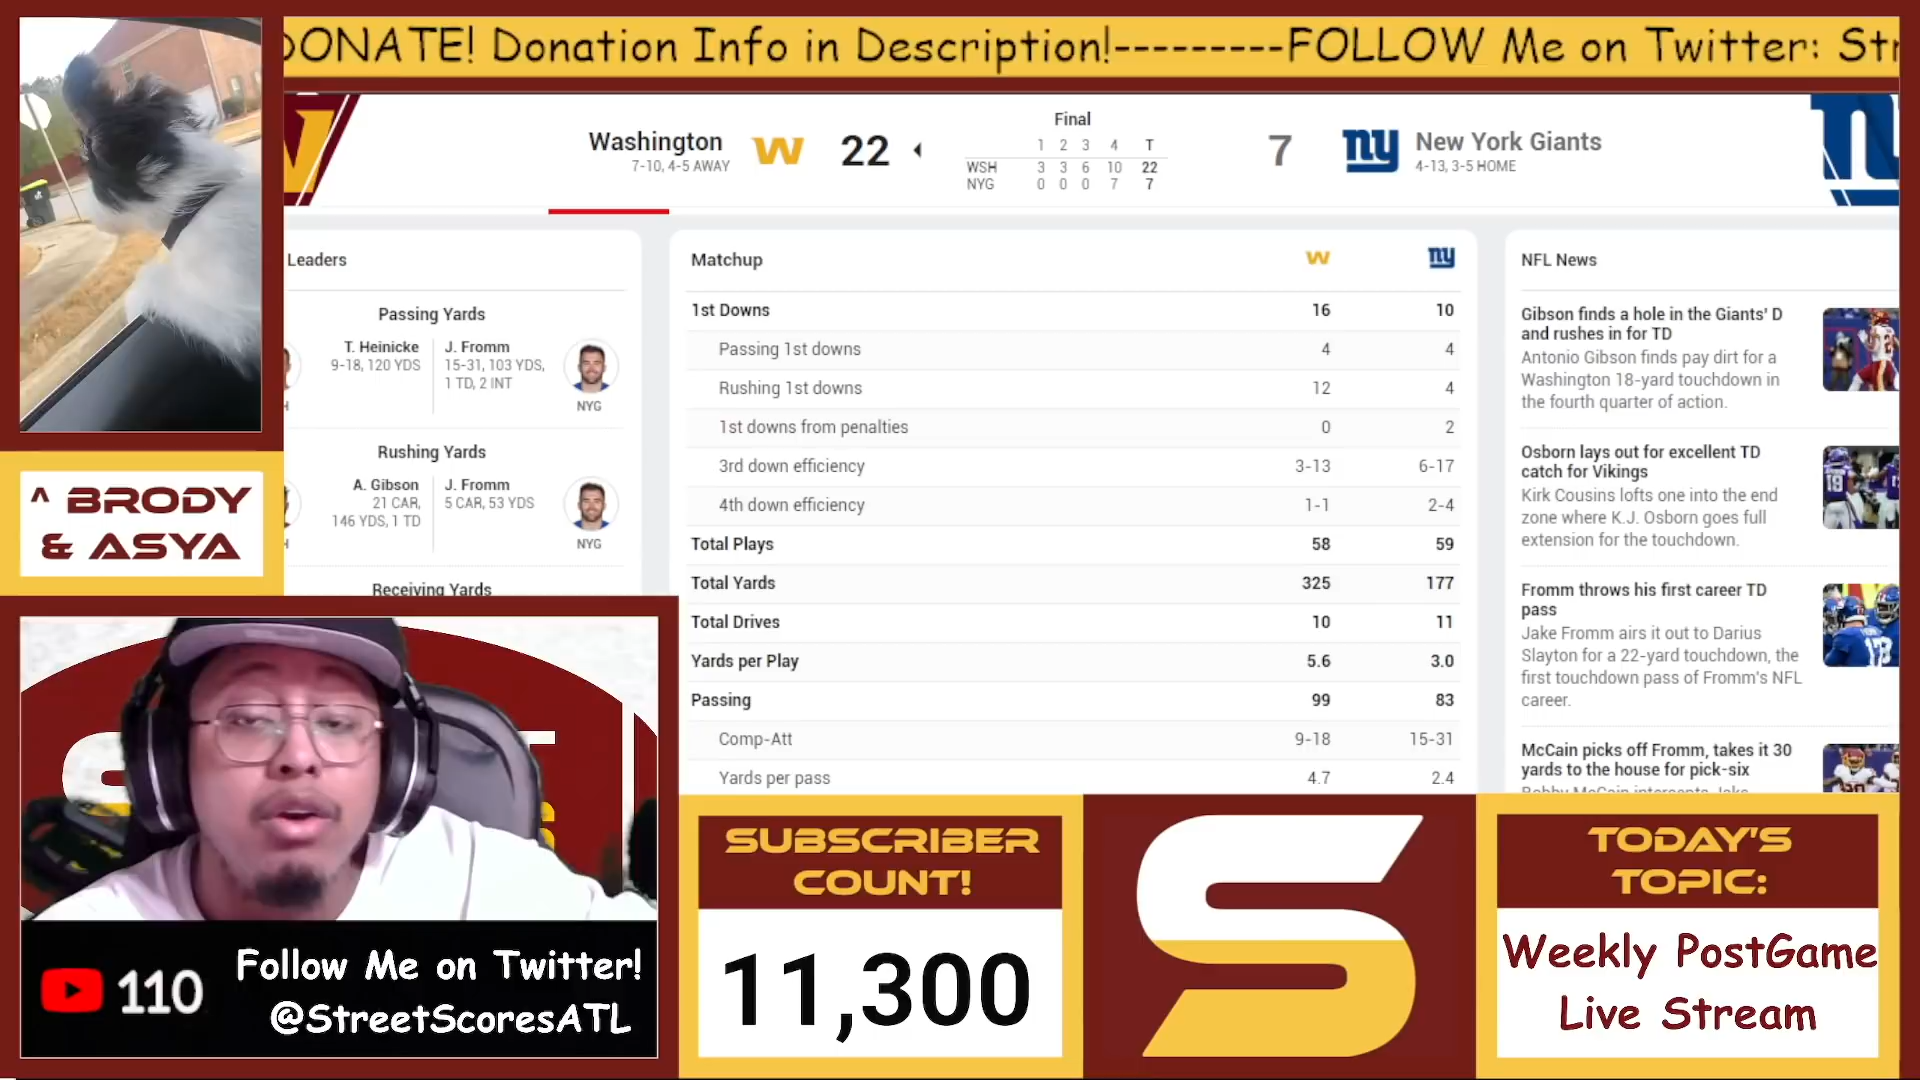 DONATE! Donation Info in Description!---------FOLLOW Me on Twitter: Str
Washington
7-10, 4-5 AWAY
W
22
Final
1 2 3 4 T
WSH 3 3 6 10 22
NYG 0 0 0 7 7
7
ny
New York Giants
4-13, 3-5 HOME
Leaders
Passing Yards
T. Heinicke
9-18, 120 YDS
J. Fromm
15-31, 103 YDS,
1 TD, 2 INT
NYG
Rushing Yards
A. Gibson
21 CAR,
146 YDS, 1 TD
J. Fromm
5 CAR, 53 YDS
NYG
Receiving Yards
Matchup W ny
1st Downs 16 10
Passing 1st downs 4 4
Rushing 1st downs 12 4
1st downs from penalties 0 2
3rd down efficiency 3-13 6-17
4th down efficiency 1-1 2-4
Total Plays 58 59
Total Yards 325 177
Total Drives 10 11
Yards per Play 5.6 3.0
Passing 99 83
Comp-Att 9-18 15-31
Yards per pass 4.7 2.4
NFL News
Gibson finds a hole in the Giants' D
and rushes in for TD
Antonio Gibson finds pay dirt for a
Washington 18-yard touchdown in
the fourth quarter of action.
Osborn lays out for excellent TD
catch for Vikings
Kirk Cousins lofts one into the end
zone where K.J. Osborn goes full
extension for the touchdown.
Fromm throws his first career TD
pass
Jake Fromm airs it out to Darius
Slayton for a 22-yard touchdown, the
first touchdown pass of Fromm's NFL
career.
McCain picks off Fromm, takes it 30
yards to the house for pick-six
Bobby McCain intercepts Jake
^ BRODY
& ASYA
110
Follow Me on Twitter!
@StreetScoresATL
SUBSCRIBER
COUNT!
11,300
S
TODAY'S
TOPIC:
Weekly PostGame
Live Stream